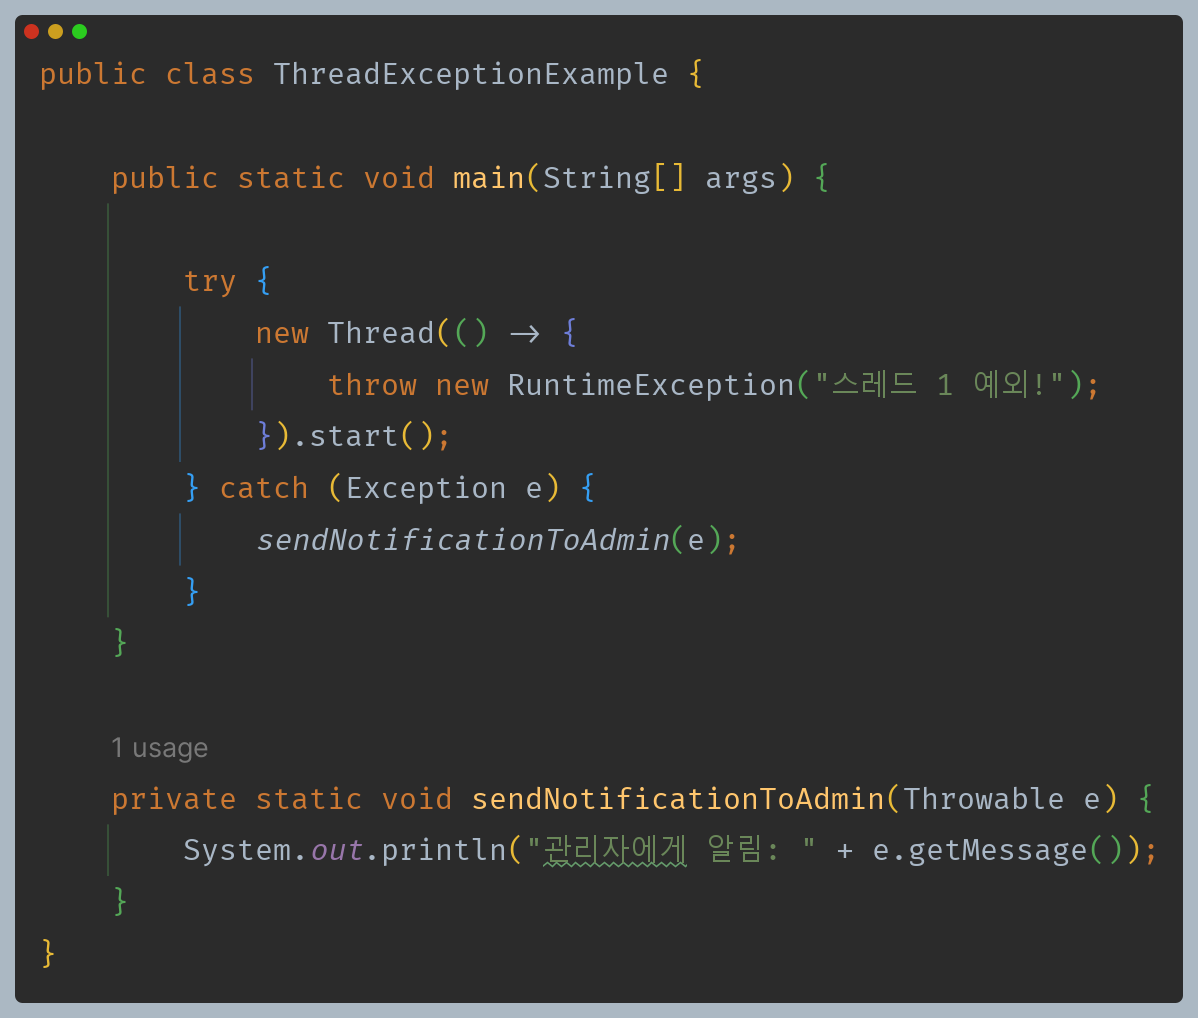 public class ThreadExceptionExample {
public static void main(String[] args) {
try {
new Thread(() -> {
throw new RuntimeException("스레드 1 예외!");
}).start();
} catch (Exception e) {
sendNotificationToAdmin(e);
}
}
1 usage
private static void sendNotificationToAdmin(Throwable e) {
System.out.println("관리자에게 알림: " + e.getMessage());
}
}